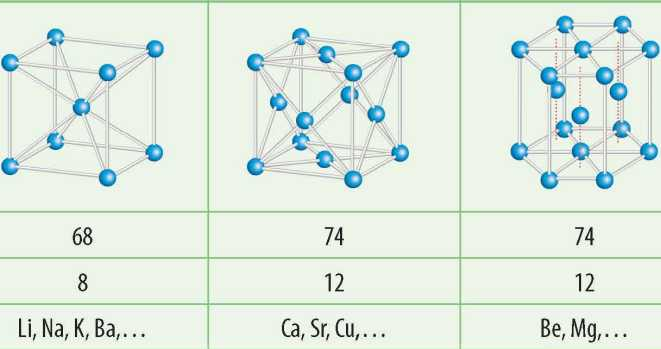 68 74 74
8 12 12
Li, Na, K, Ba,… Ca, Sr, Cu,… Be, Mg,…